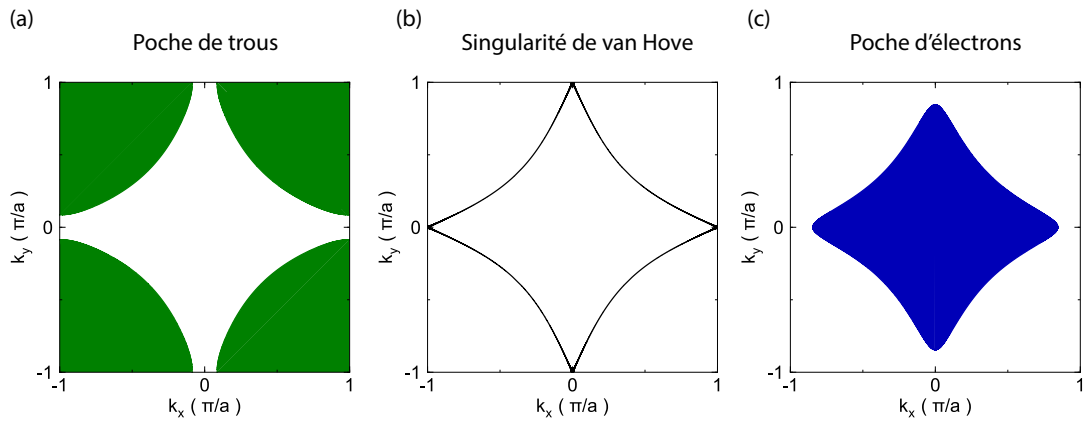 (a)
Poche de trous
1
0
-1
-1
0
1
k_y ( π/a )
k_x ( π/a )
(b)
Singularité de van Hove
1
0
-1
-1
0
1
k_y ( π/a )
k_x ( π/a )
(c)
Poche d’électrons
1
0
-1
-1
0
1
k_y ( π/a )
k_x ( π/a )